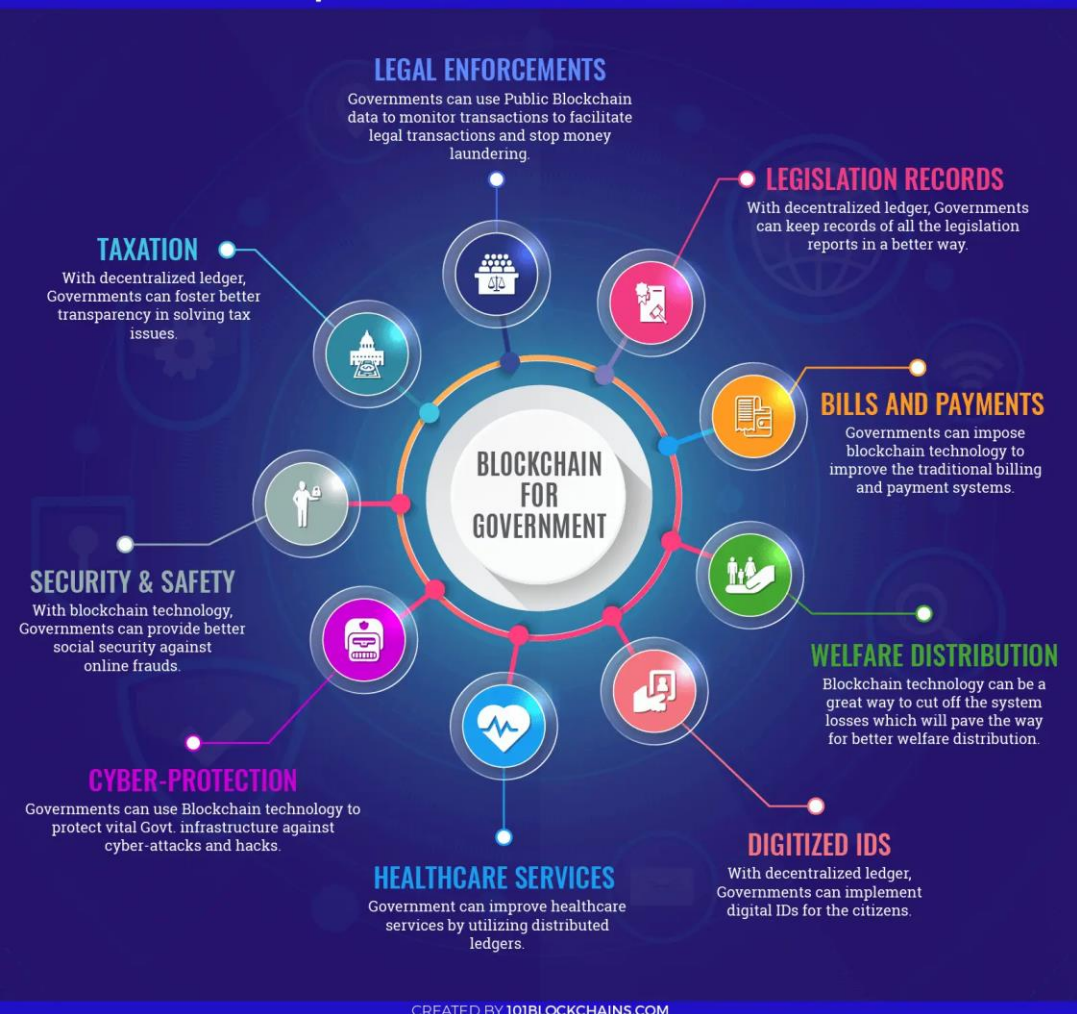 LEGAL ENFORCEMENTS
Governments can use Public Blockchain
data to monitor transactions to facilitate
legal transactions and stop money
laundering.
LEGISLATION RECORDS
With decentralized ledger, Governments
can keep records of all the legislation
reports in a better way.
TAXATION
With decentralized ledger,
Governments can foster better
transparency in solving tax
issues.
BILLS AND PAYMENTS
Governments can impose
blockchain technology to
improve the traditional billing
and payment systems.
BLOCKCHAIN
FOR
GOVERNMENT
SECURITY & SAFETY
With blockchain technology,
Governments can provide better
social security against
online frauds.
WELFARE DISTRIBUTION
Blockchain technology can be a
great way to cut off the system
losses which will pave the way
for better welfare distribution.
CYBER-PROTECTION
Governments can use Blockchain technology to
protect vital Govt. infrastructure against
cyber-attacks and hacks.
DIGITIZED IDS
With decentralized ledger,
Governments can implement
digital IDs for the citizens.
HEALTHCARE SERVICES
Government can improve healthcare
services by utilizing distributed
ledgers.
CREATED BY 101BLOCKCHAINS.COM